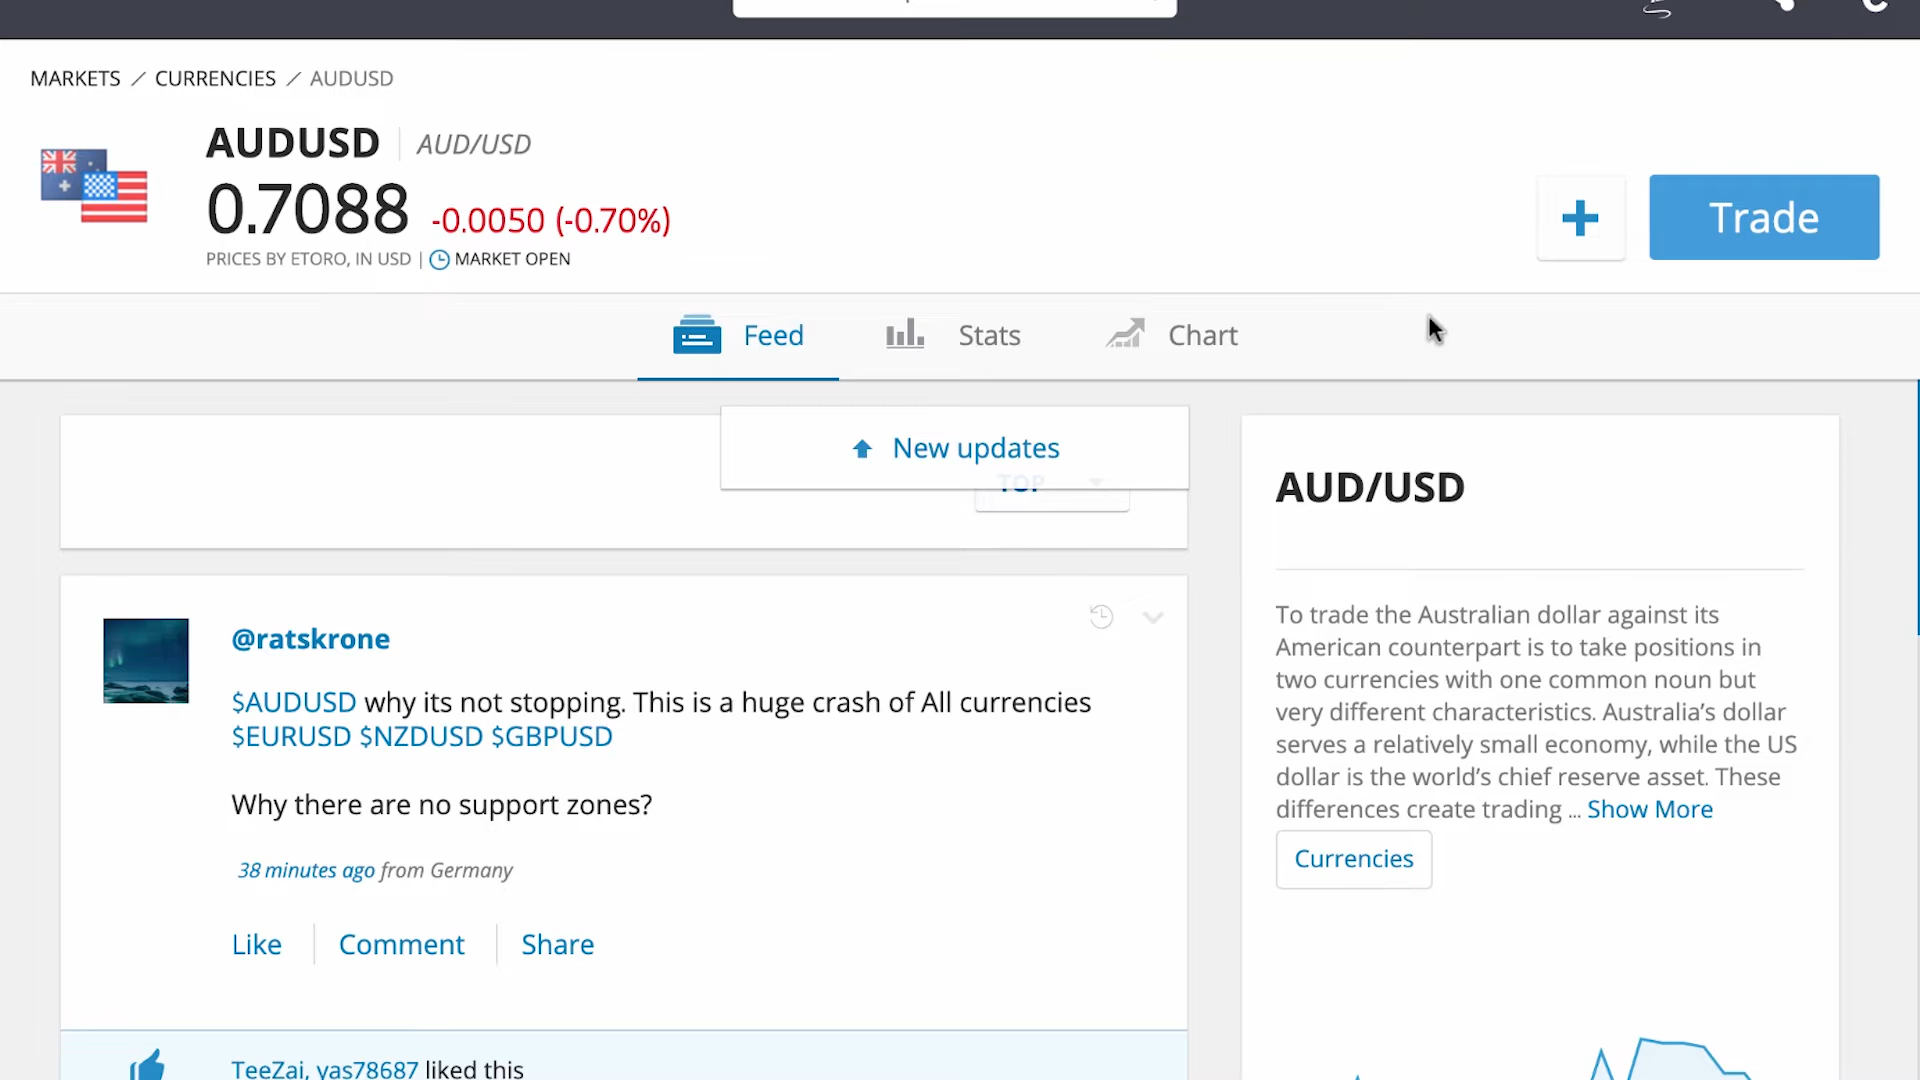 MARKETS / CURRENCIES / AUDUSD
AUDUSD | AUD/USD
0.7088 -0.0050 (-0.70%)
PRICES BY ETORO, IN USD | MARKET OPEN
Trade
Feed
Stats
Chart
New updates
TOP
@ratskrone
$AUDUSD why its not stopping. This is a huge crash of All currencies
$EURUSD $NZDUSD $GBPUSD
Why there are no support zones?
38 minutes ago from Germany
Like
Comment
Share
TeeZai, yas78687 liked this
AUD/USD
To trade the Australian dollar against its
American counterpart is to take positions in
two currencies with one common noun but
very different characteristics. Australia’s dollar
serves a relatively small economy, while the US
dollar is the world’s chief reserve asset. These
differences create trading ... Show More
Currencies